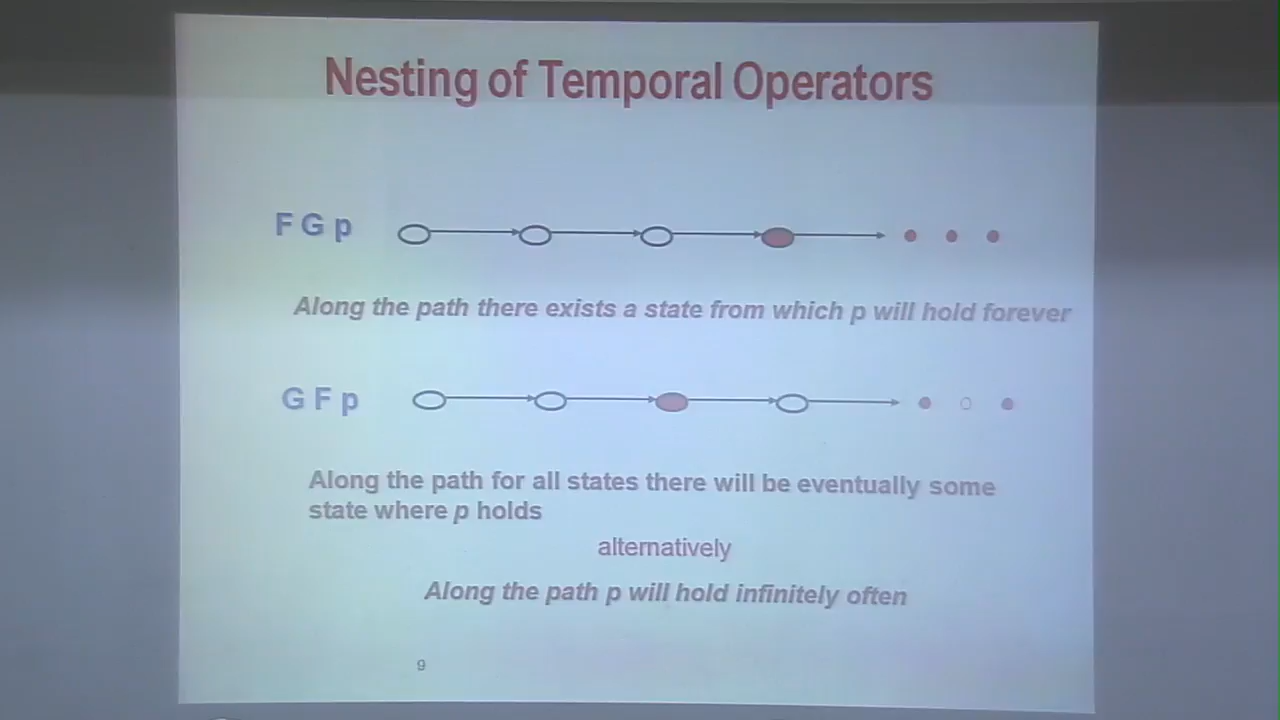 Nesting of Temporal Operators
F G p
Along the path there exists a state from which p will hold forever
G F p
Along the path for all states there will be eventually some
state where p holds
alternatively
Along the path p will hold infinitely often
9